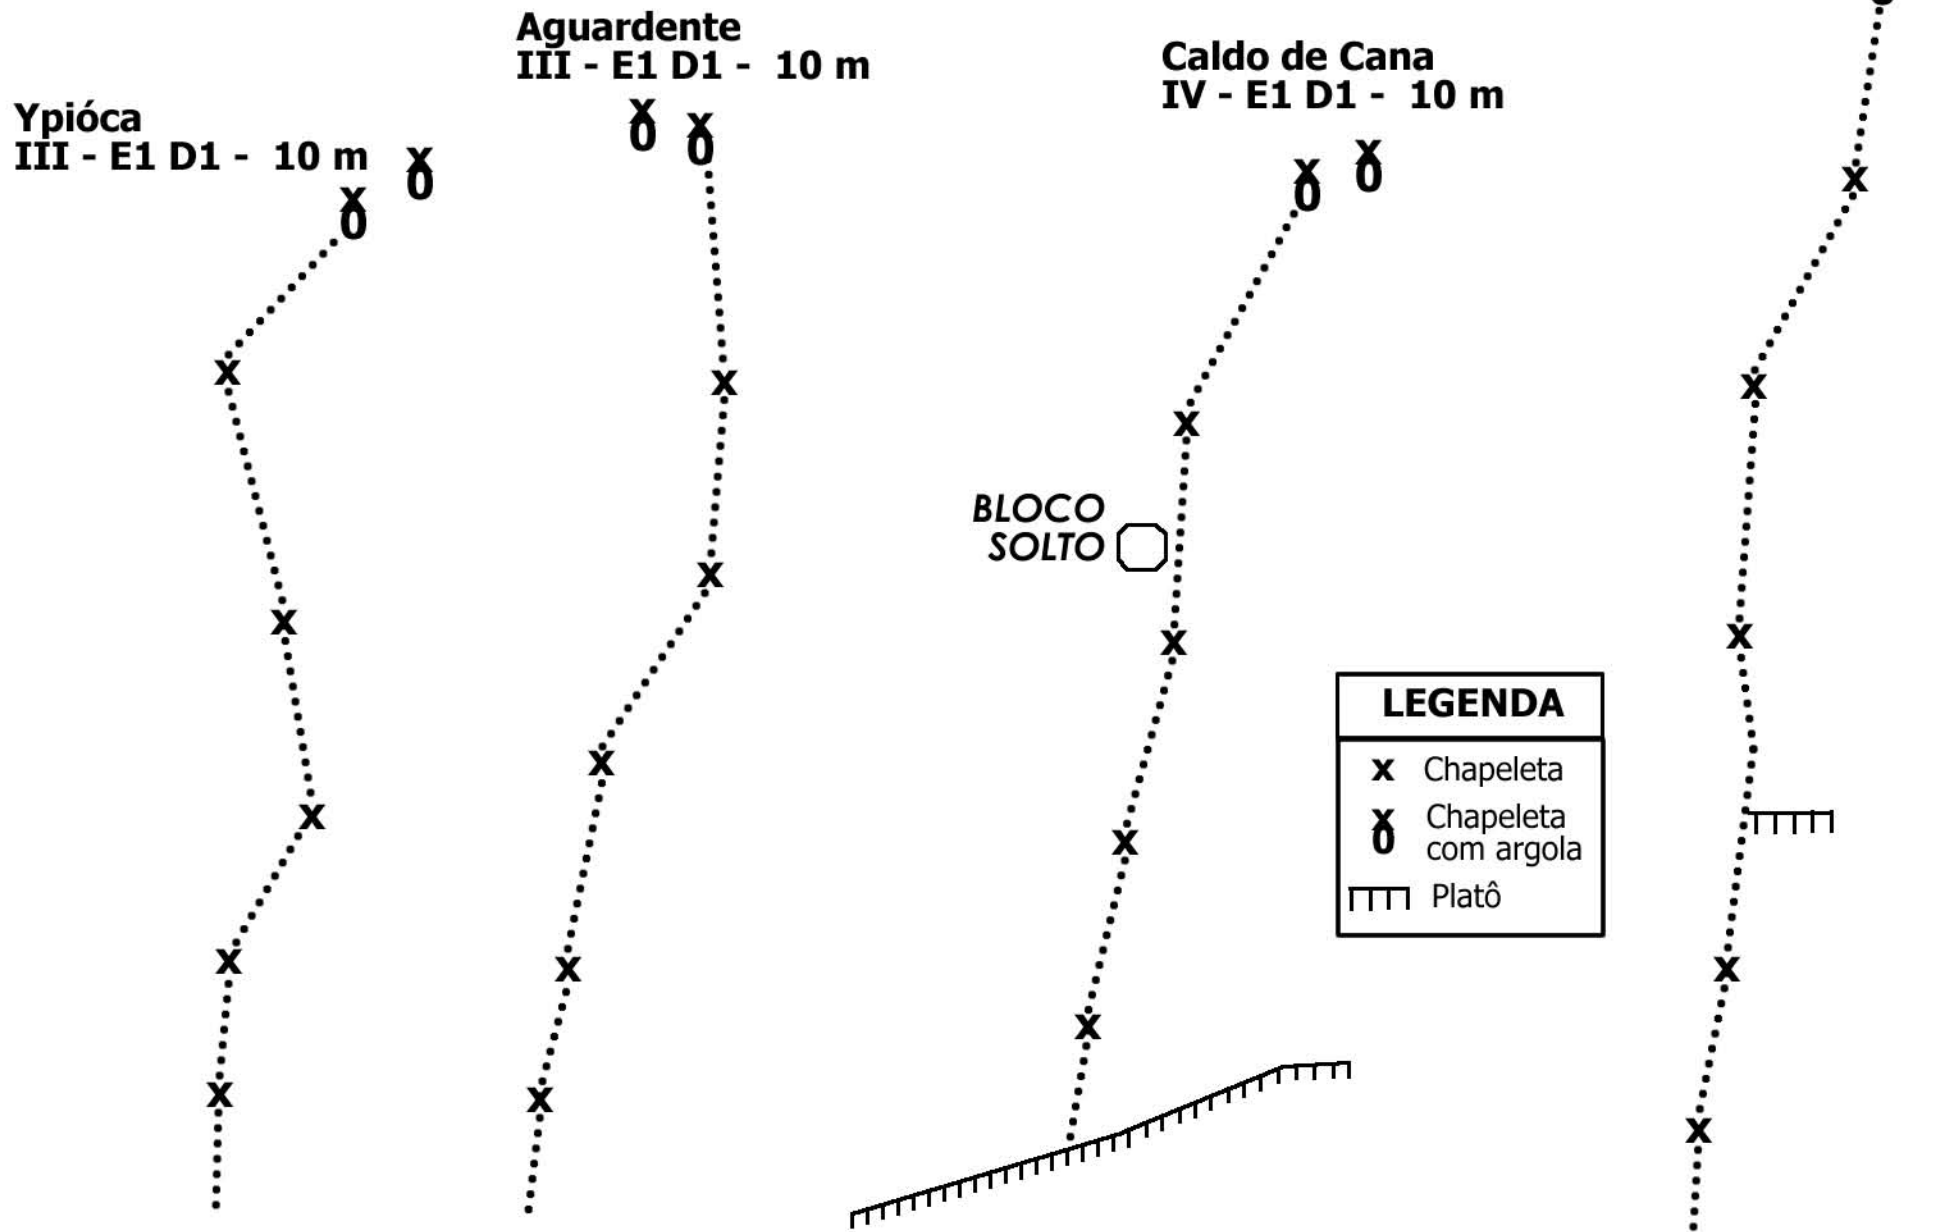 Aguardente
III - E1 D1 - 10 m
Caldo de Cana
IV - E1 D1 - 10 m
Ypióca
III - E1 D1 - 10 m
BLOCO
SOLTO
LEGENDA
x Chapeleta
Chapeleta
com argola
Platô